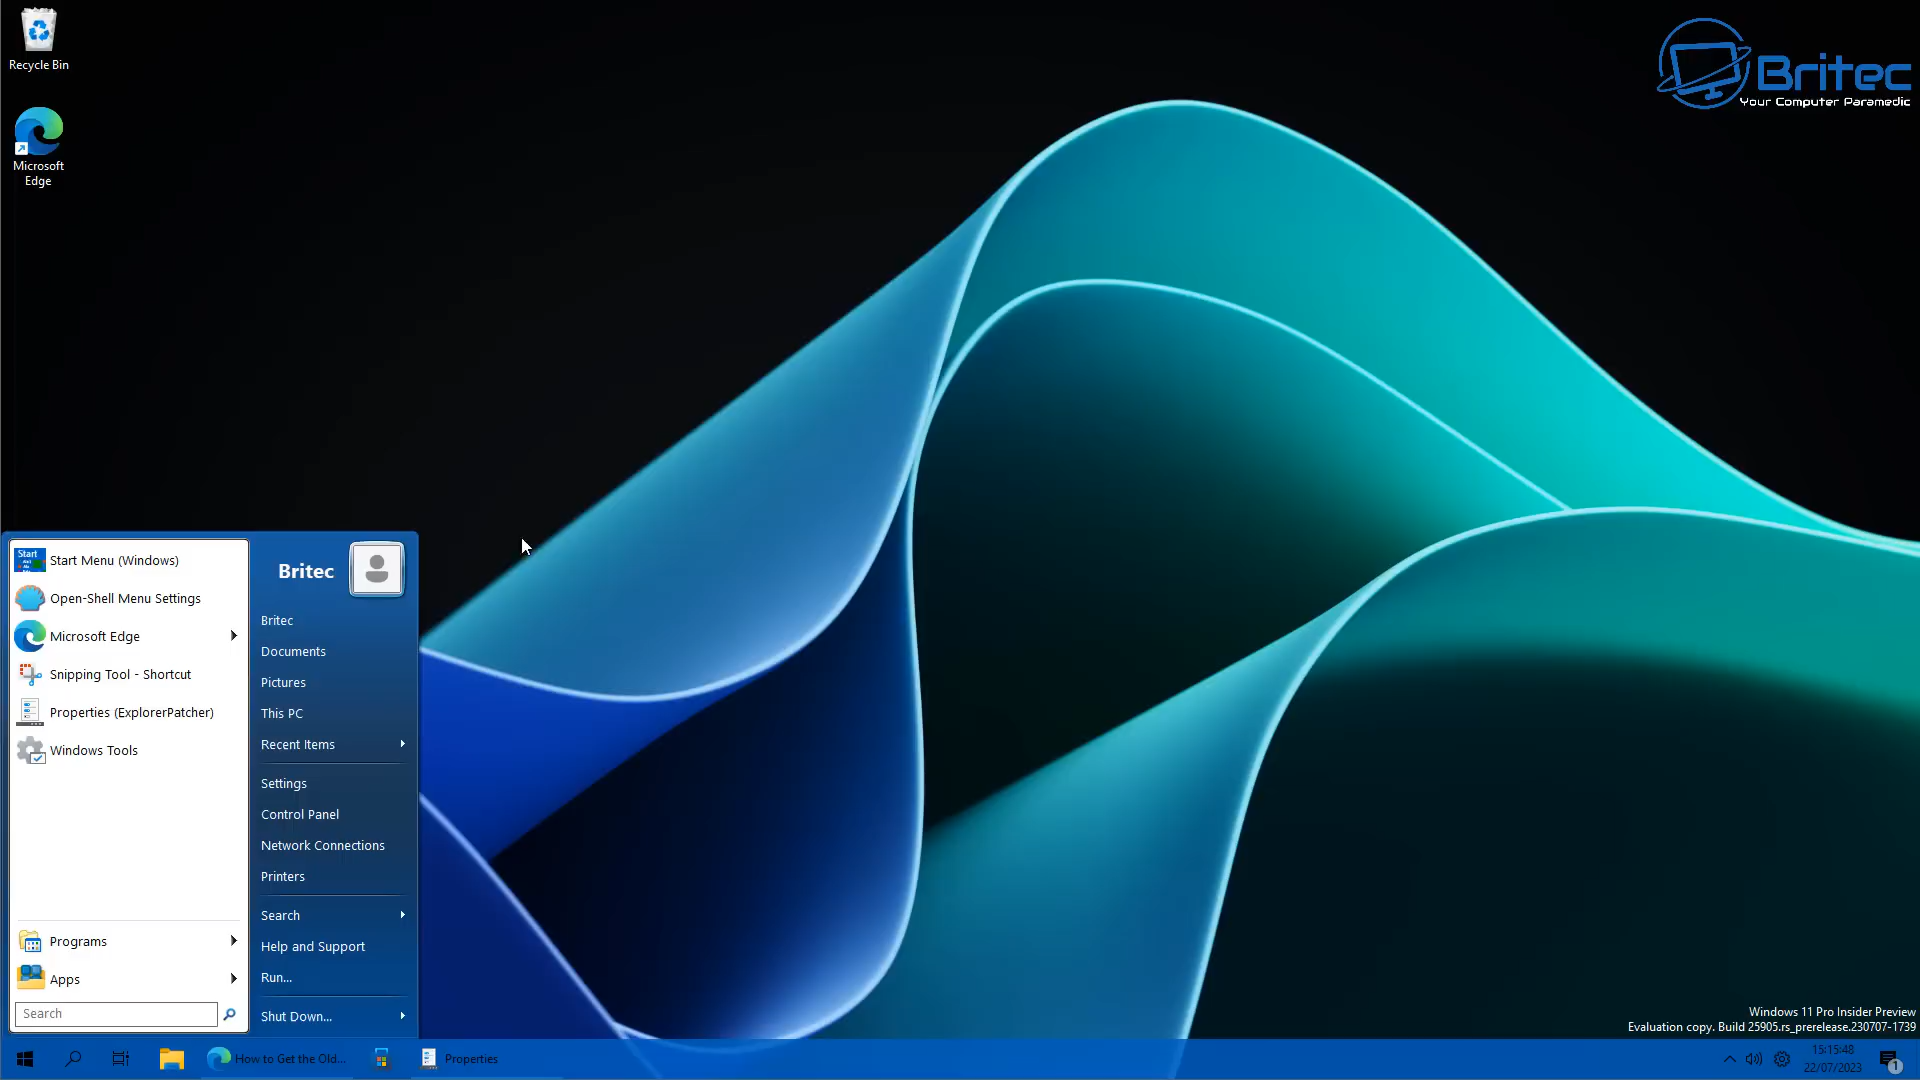 Recycle Bin
Microsoft
Edge
Britec
Your Computer Paramedic
Start
Start Menu (Windows)
Open-Shell Menu Settings
Microsoft Edge
Snipping Tool - Shortcut
Properties (ExplorerPatcher)
Windows Tools
Programs
Apps
Search
Britec
Britec
Documents
Pictures
This PC
Recent Items
Settings
Control Panel
Network Connections
Printers
Search
Help and Support
Run...
Shut Down...
Windows 11 Pro Insider Preview
Evaluation copy. Build 25905.rs_prerelease.230707-1739
How to Get the Old...
Properties
15:15:48
22/07/2023
1